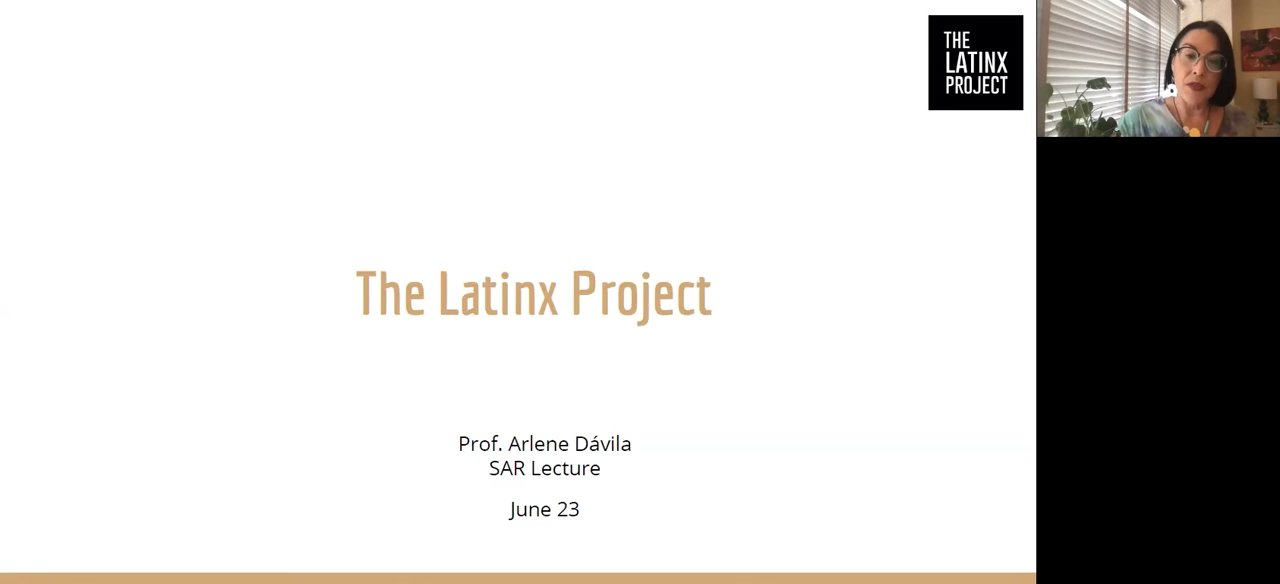 THE
LATINX
PROJECT
The Latinx Project
Prof. Arlene Dávila
SAR Lecture
June 23